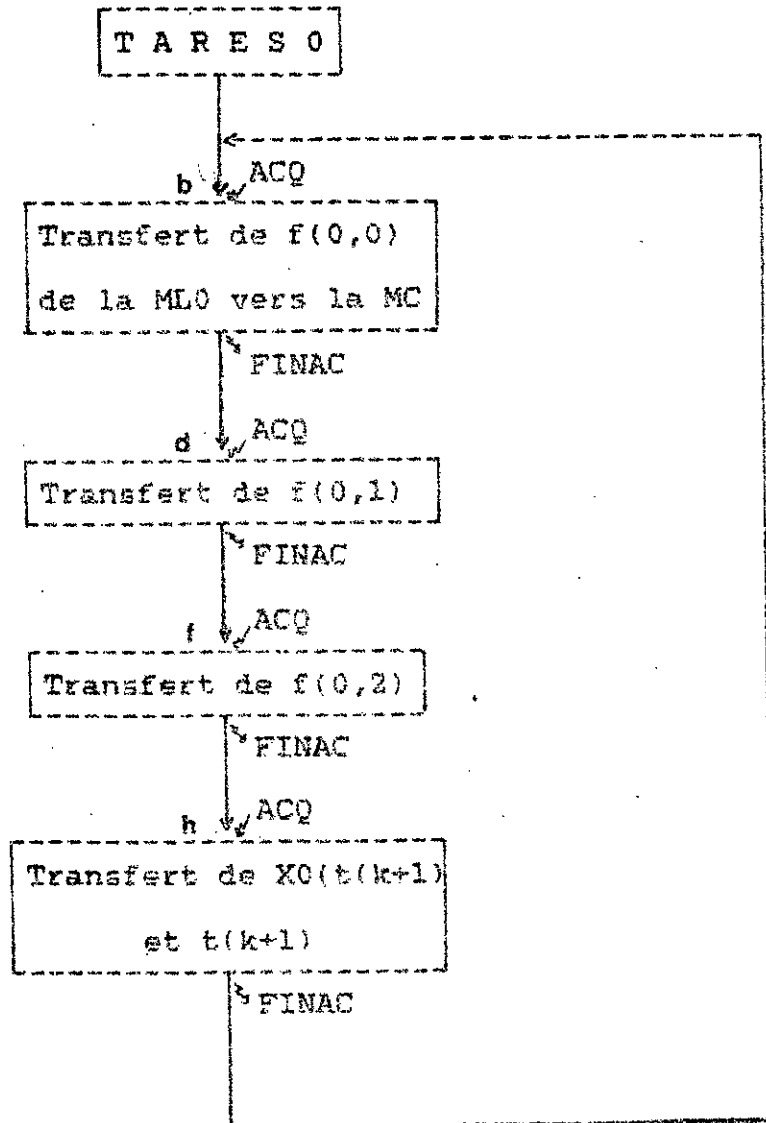 T A R E S 0
b ACQ
Transfert de f(0,0)
de la ML0 vers la MC
FINAC
d ACQ
Transfert de f(0,1)
FINAC
f ACQ
Transfert de f(0,2)
FINAC
h ACQ
Transfert de X0(t(k+1)
et t(k+1)
FINAC